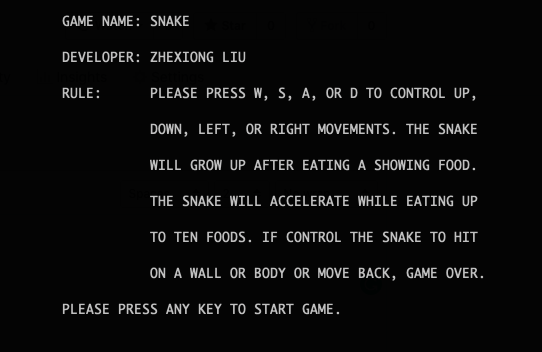 GAME NAME: SNAKE
DEVELOPER: ZHEXIONG LIU
RULE: PLEASE PRESS W, S, A, OR D TO CONTROL UP,
DOWN, LEFT, OR RIGHT MOVEMENTS. THE SNAKE
WILL GROW UP AFTER EATING A SHOWING FOOD.
THE SNAKE WILL ACCELERATE WHILE EATING UP
TO TEN FOODS. IF CONTROL THE SNAKE TO HIT
ON A WALL OR BODY OR MOVE BACK, GAME OVER.
PLEASE PRESS ANY KEY TO START GAME.